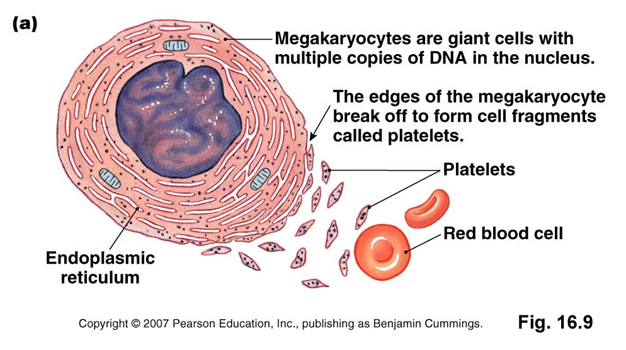 (a)
Megakaryocytes are giant cells with
multiple copies of DNA in the nucleus.
The edges of the megakaryocyte
break off to form cell fragments
called platelets.
Platelets
Red blood cell
Endoplasmic
reticulum
Copyright © 2007 Pearson Education, Inc., publishing as Benjamin Cummings.
Fig. 16.9